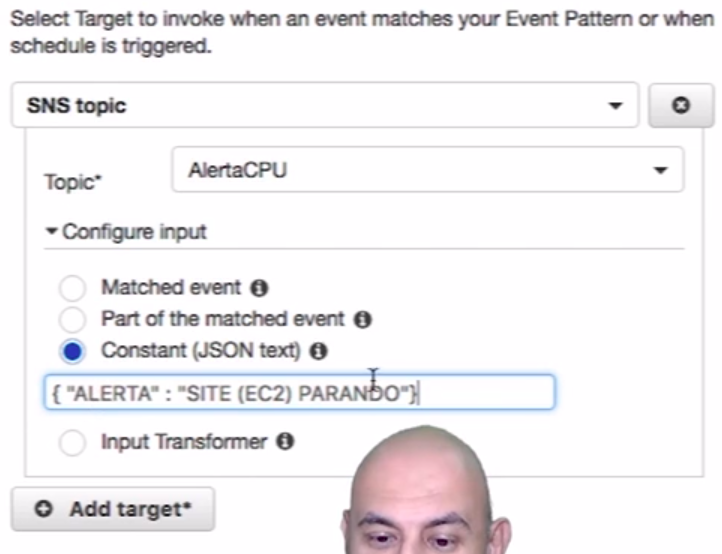 Select Target to invoke when an event matches your Event Pattern or when
schedule is triggered.
SNS topic
Topic*
AlertaCPU
Configure input
Matched event
Part of the matched event
Constant (JSON text)
{ "ALERTA" : "SITE (EC2) PARANDO"}
Input Transformer
Add target*